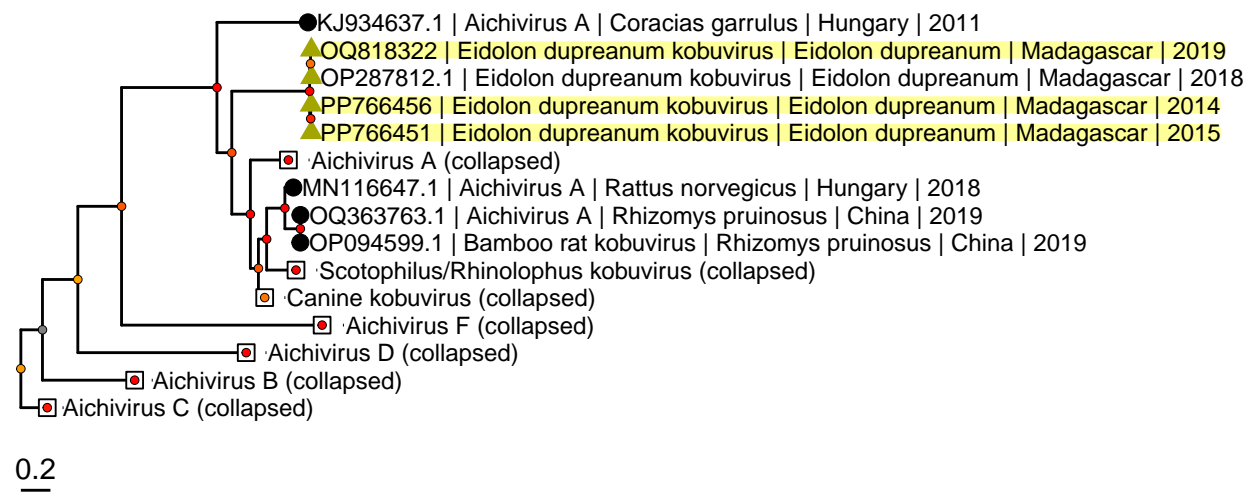 KJ934637.1 | Aichivirus A | Coracias garrulus | Hungary | 2011
OQ818322 | Eidolon dupreanum kobuvirus | Eidolon dupreanum | Madagascar | 2019
OP287812.1 | Eidolon dupreanum kobuvirus | Eidolon dupreanum | Madagascar | 2018
PP766456 | Eidolon dupreanum kobuvirus | Eidolon dupreanum | Madagascar | 2014
PP766451 | Eidolon dupreanum kobuvirus | Eidolon dupreanum | Madagascar | 2015
Aichivirus A (collapsed)
MN116647.1 | Aichivirus A | Rattus norvegicus | Hungary | 2018
OQ363763.1 | Aichivirus A | Rhizomys pruinosus | China | 2019
OP094599.1 | Bamboo rat kobuvirus | Rhizomys pruinosus | China | 2019
Scotophilus/Rhinolophus kobuvirus (collapsed)
Canine kobuvirus (collapsed)
Aichivirus F (collapsed)
Aichivirus D (collapsed)
Aichivirus B (collapsed)
Aichivirus C (collapsed)
0.2